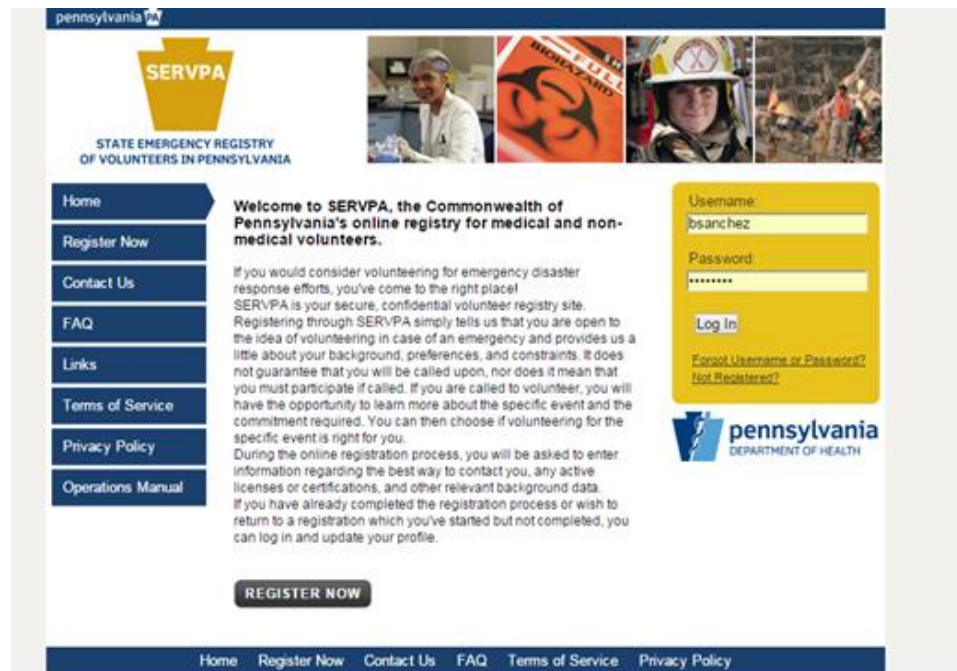 pennsylvania PA
SERVPA
STATE EMERGENCY REGISTRY
OF VOLUNTEERS IN PENNSYLVANIA
BIOHAZARD
FULL
Home
Register Now
Contact Us
FAQ
Links
Terms of Service
Privacy Policy
Operations Manual
Welcome to SERVPA, the Commonwealth of
Pennsylvania's online registry for medical and non-
medical volunteers.
If you would consider volunteering for emergency disaster
response efforts, you've come to the right place!
SERVPA is your secure, confidential volunteer registry site.
Registering through SERVPA simply tells us that you are open to
the idea of volunteering in case of an emergency and provides us a
little about your background, preferences, and constraints. It does
not guarantee that you will be called upon, nor does it mean that
you must participate if called. If you are called to volunteer, you will
have the opportunity to learn more about the specific event and the
commitment required. You can then choose if volunteering for the
specific event is right for you.
During the online registration process, you will be asked to enter
information regarding the best way to contact you, any active
licenses or certifications, and other relevant background data.
If you have already completed the registration process or wish to
return to a registration which you've started but not completed, you
can log in and update your profile.
REGISTER NOW
Username:
bsanchez
Password:
••••••••
Log In
Forgot Username or Password?
Not Registered?
pennsylvania
DEPARTMENT OF HEALTH
Home Register Now Contact Us FAQ Terms of Service Privacy Policy